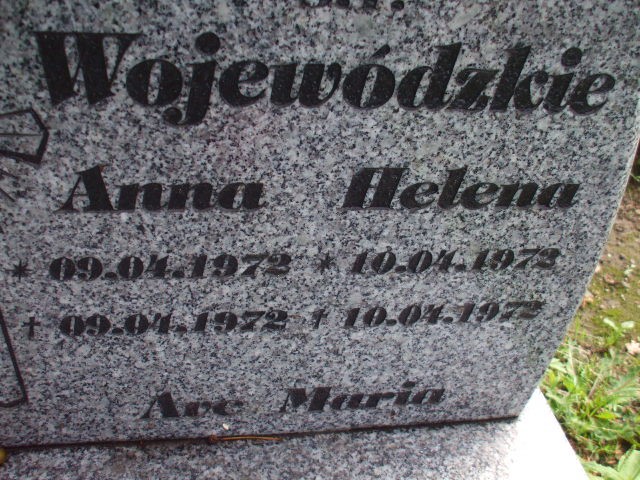 Wojewódzkie
Anna Helena
* 09.04.1972 * 10.04.1972
† 09.04.1972 † 10.04.1972
Ave Maria